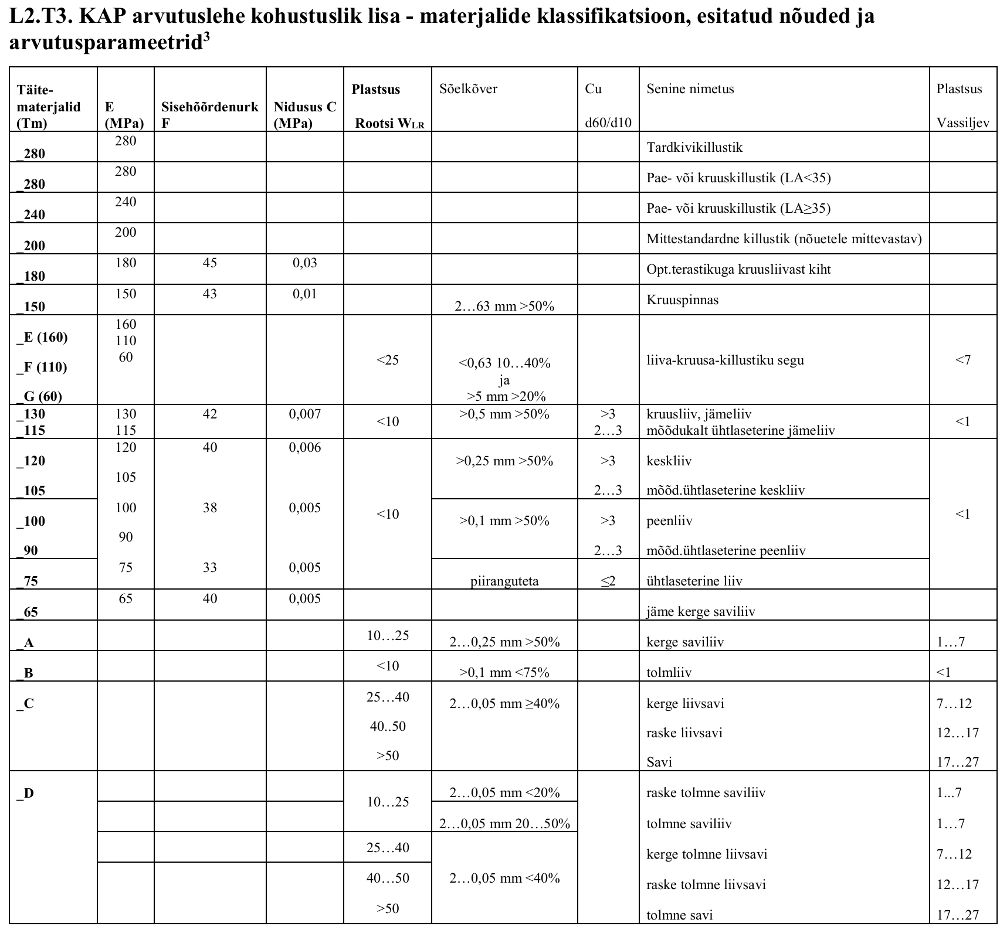 L2.T3. KAP arvutuslehe kohustuslik lisa - materjalide klassifikatsioon, esitatud nõuded ja
arvutusparameetrid³
Täite-
materjalid
(Tm)
E
(MPa)
Sisehõõrdenurk
F
Nidusus C
(MPa)
Plastsus
Rootsi WLR
Sõelkõver
Cu
d60/d10
Senine nimetus
Plastsus
Vassiljev
_280 280 Tardkivikillustik
_280 280 Pae- või kruuskillustik (LA<35)
_240 240 Pae- või kruuskillustik (LA≥35)
_200 200 Mittestandardne killustik (nõuetele mittevastav)
_180 180 45 0,03 Opt.terastikuga kruusliivast kiht
_150 150 43 0,01 2…63 mm >50% Kruuspinnas
_E (160)
_F (110)
_G (60)
160
110
60
<25
<0,63 10…40%
ja
>5 mm >20%
liiva-kruusa-killustiku segu
<7
_130
_115
130
115
42
0,007
<10
>0,5 mm >50%
>3
2…3
kruusliiv, jämeliiv
mõõdukalt ühtlaseterine jämeliiv
<1
_120 120 40 0,006 >0,25 mm >50% >3 keskliiv
_105 105 2…3 mõõd.ühtlaseterine keskliiv
_100 100 38 0,005 <10 >0,1 mm >50% >3 peenliiv <1
_90 90 2…3 mõõd.ühtlaseterine peenliiv
_75 75 33 0,005 piiranguteta ≤2 ühtlaseterine liiv
_65 65 40 0,005 jäme kerge saviliiv
_A 10…25 2…0,25 mm >50% kerge saviliiv 1…7
_B <10 >0,1 mm <75% tolmliiv <1
_C 25…40 2…0,05 mm ≥40% kerge liivsavi 7…12
40..50 raske liivsavi 12…17
>50 Savi 17…27
_D 10…25 2…0,05 mm <20% raske tolmne saviliiv 1...7
2…0,05 mm 20…50% tolmne saviliiv 1…7
25…40 kerge tolmne liivsavi 7…12
40…50 2…0,05 mm <40% raske tolmne liivsavi 12…17
>50 tolmne savi 17…27